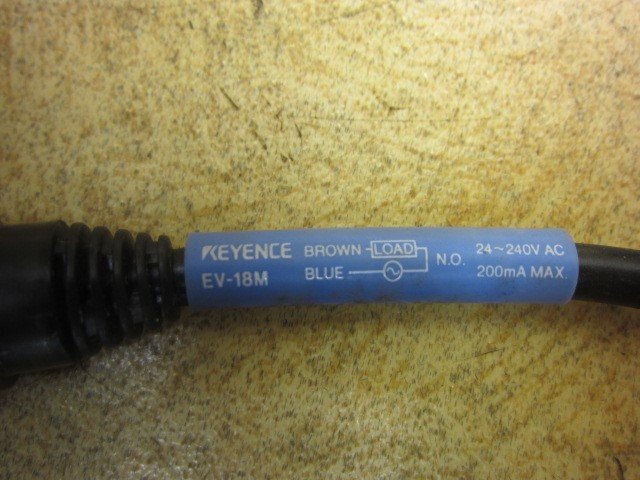 KEYENCE BROWN LOAD 24~240V AC
EV-18M BLUE N.O. 200mA MAX.